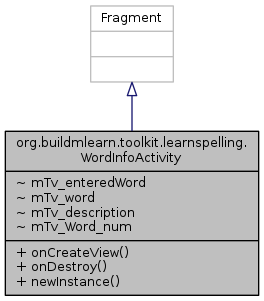 Fragment
org.buildmlearn.toolkit.learnspelling.
WordInfoActivity
~ mTv_enteredWord
~ mTv_word
~ mTv_description
~ mTv_Word_num
+ onCreateView()
+ onDestroy()
+ newInstance()